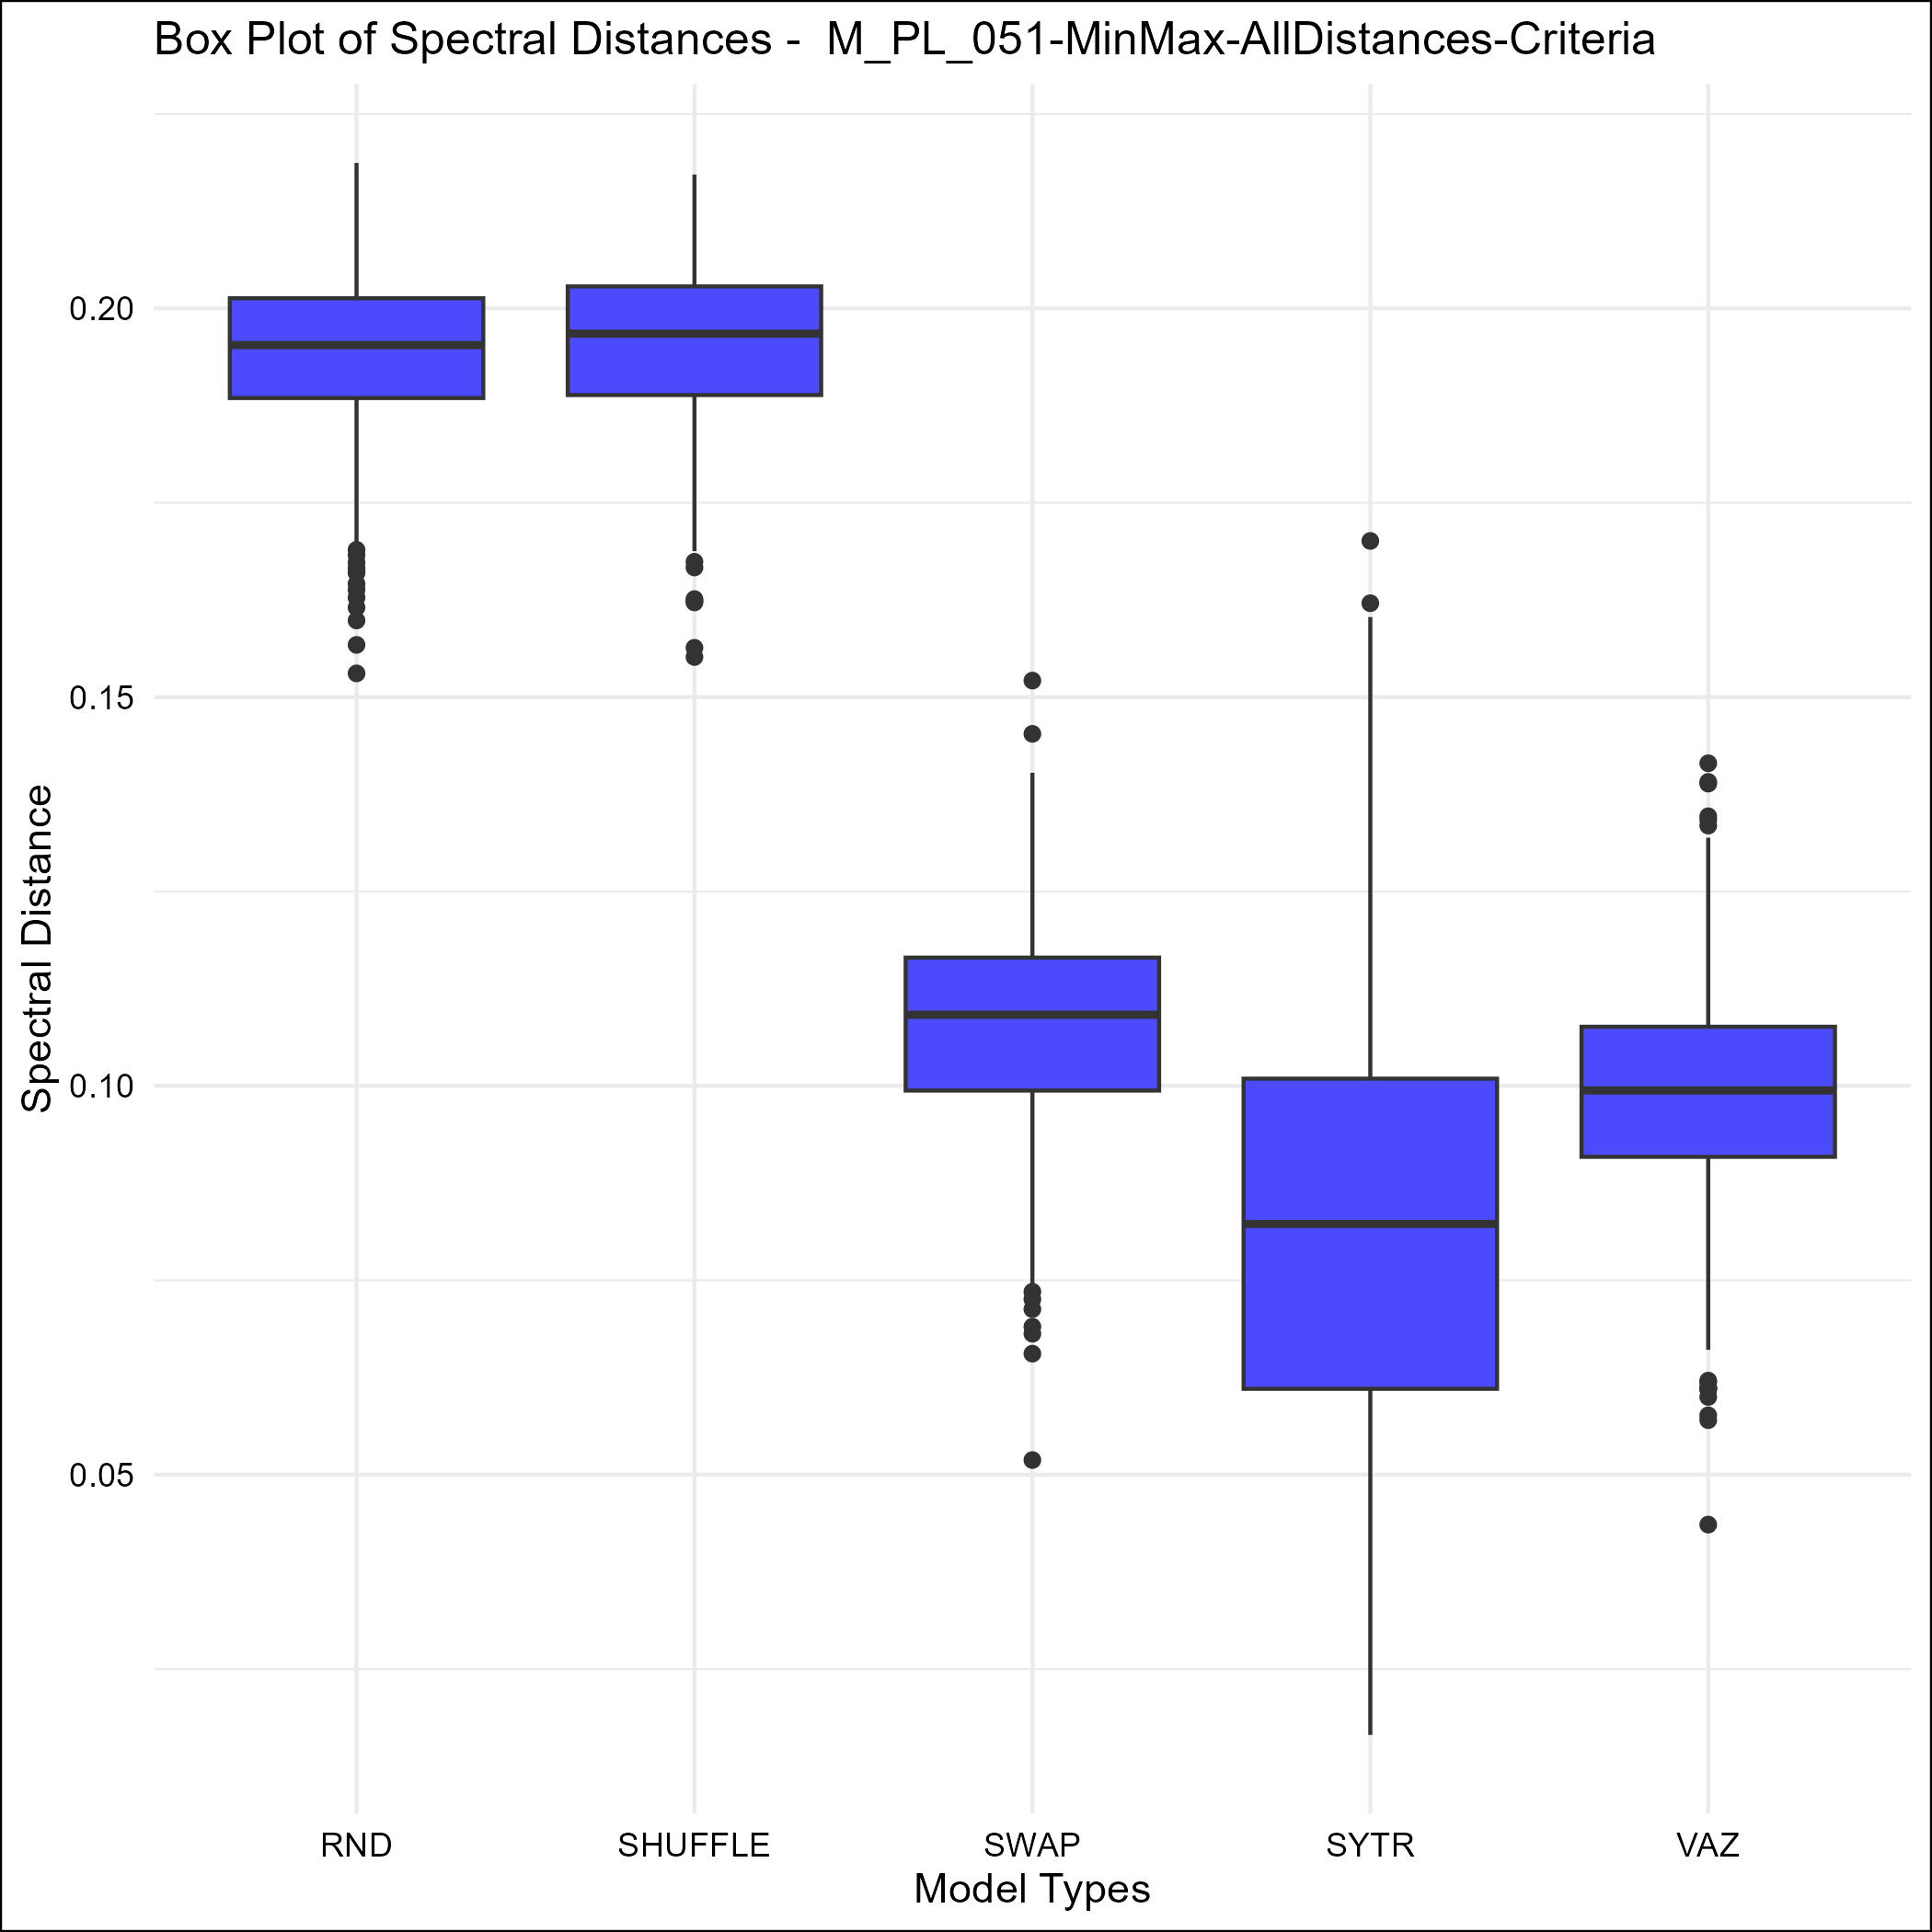 Box Plot of Spectral Distances -  M_PL_051-MinMax-AllDistances-Criteria
0.20
0.15
0.10
0.05
Spectral Distance
RND SHUFFLE SWAP SYTR VAZ
Model Types